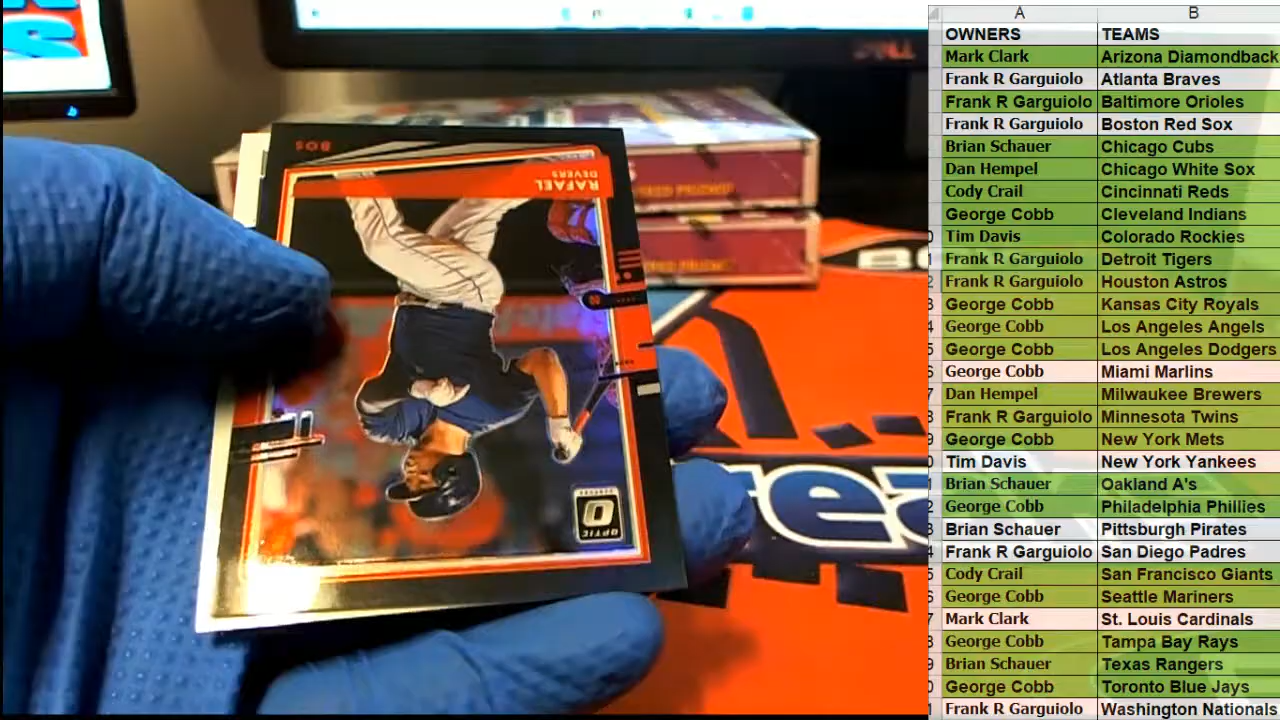 BOS
RAFAEL
DEVERS
OPTIC
A B
OWNERS TEAMS
Mark Clark Arizona Diamondback
Frank R Garguiolo Atlanta Braves
Frank R Garguiolo Baltimore Orioles
Frank R Garguiolo Boston Red Sox
Brian Schauer Chicago Cubs
Dan Hempel Chicago White Sox
Cody Crail Cincinnati Reds
George Cobb Cleveland Indians
Tim Davis Colorado Rockies
Frank R Garguiolo Detroit Tigers
Frank R Garguiolo Houston Astros
George Cobb Kansas City Royals
George Cobb Los Angeles Angels
George Cobb Los Angeles Dodgers
George Cobb Miami Marlins
Dan Hempel Milwaukee Brewers
Frank R Garguiolo Minnesota Twins
George Cobb New York Mets
Tim Davis New York Yankees
Brian Schauer Oakland A's
George Cobb Philadelphia Phillies
Brian Schauer Pittsburgh Pirates
Frank R Garguiolo San Diego Padres
Cody Crail San Francisco Giants
George Cobb Seattle Mariners
Mark Clark St. Louis Cardinals
George Cobb Tampa Bay Rays
Brian Schauer Texas Rangers
George Cobb Toronto Blue Jays
Frank R Garguiolo Washington Nationals